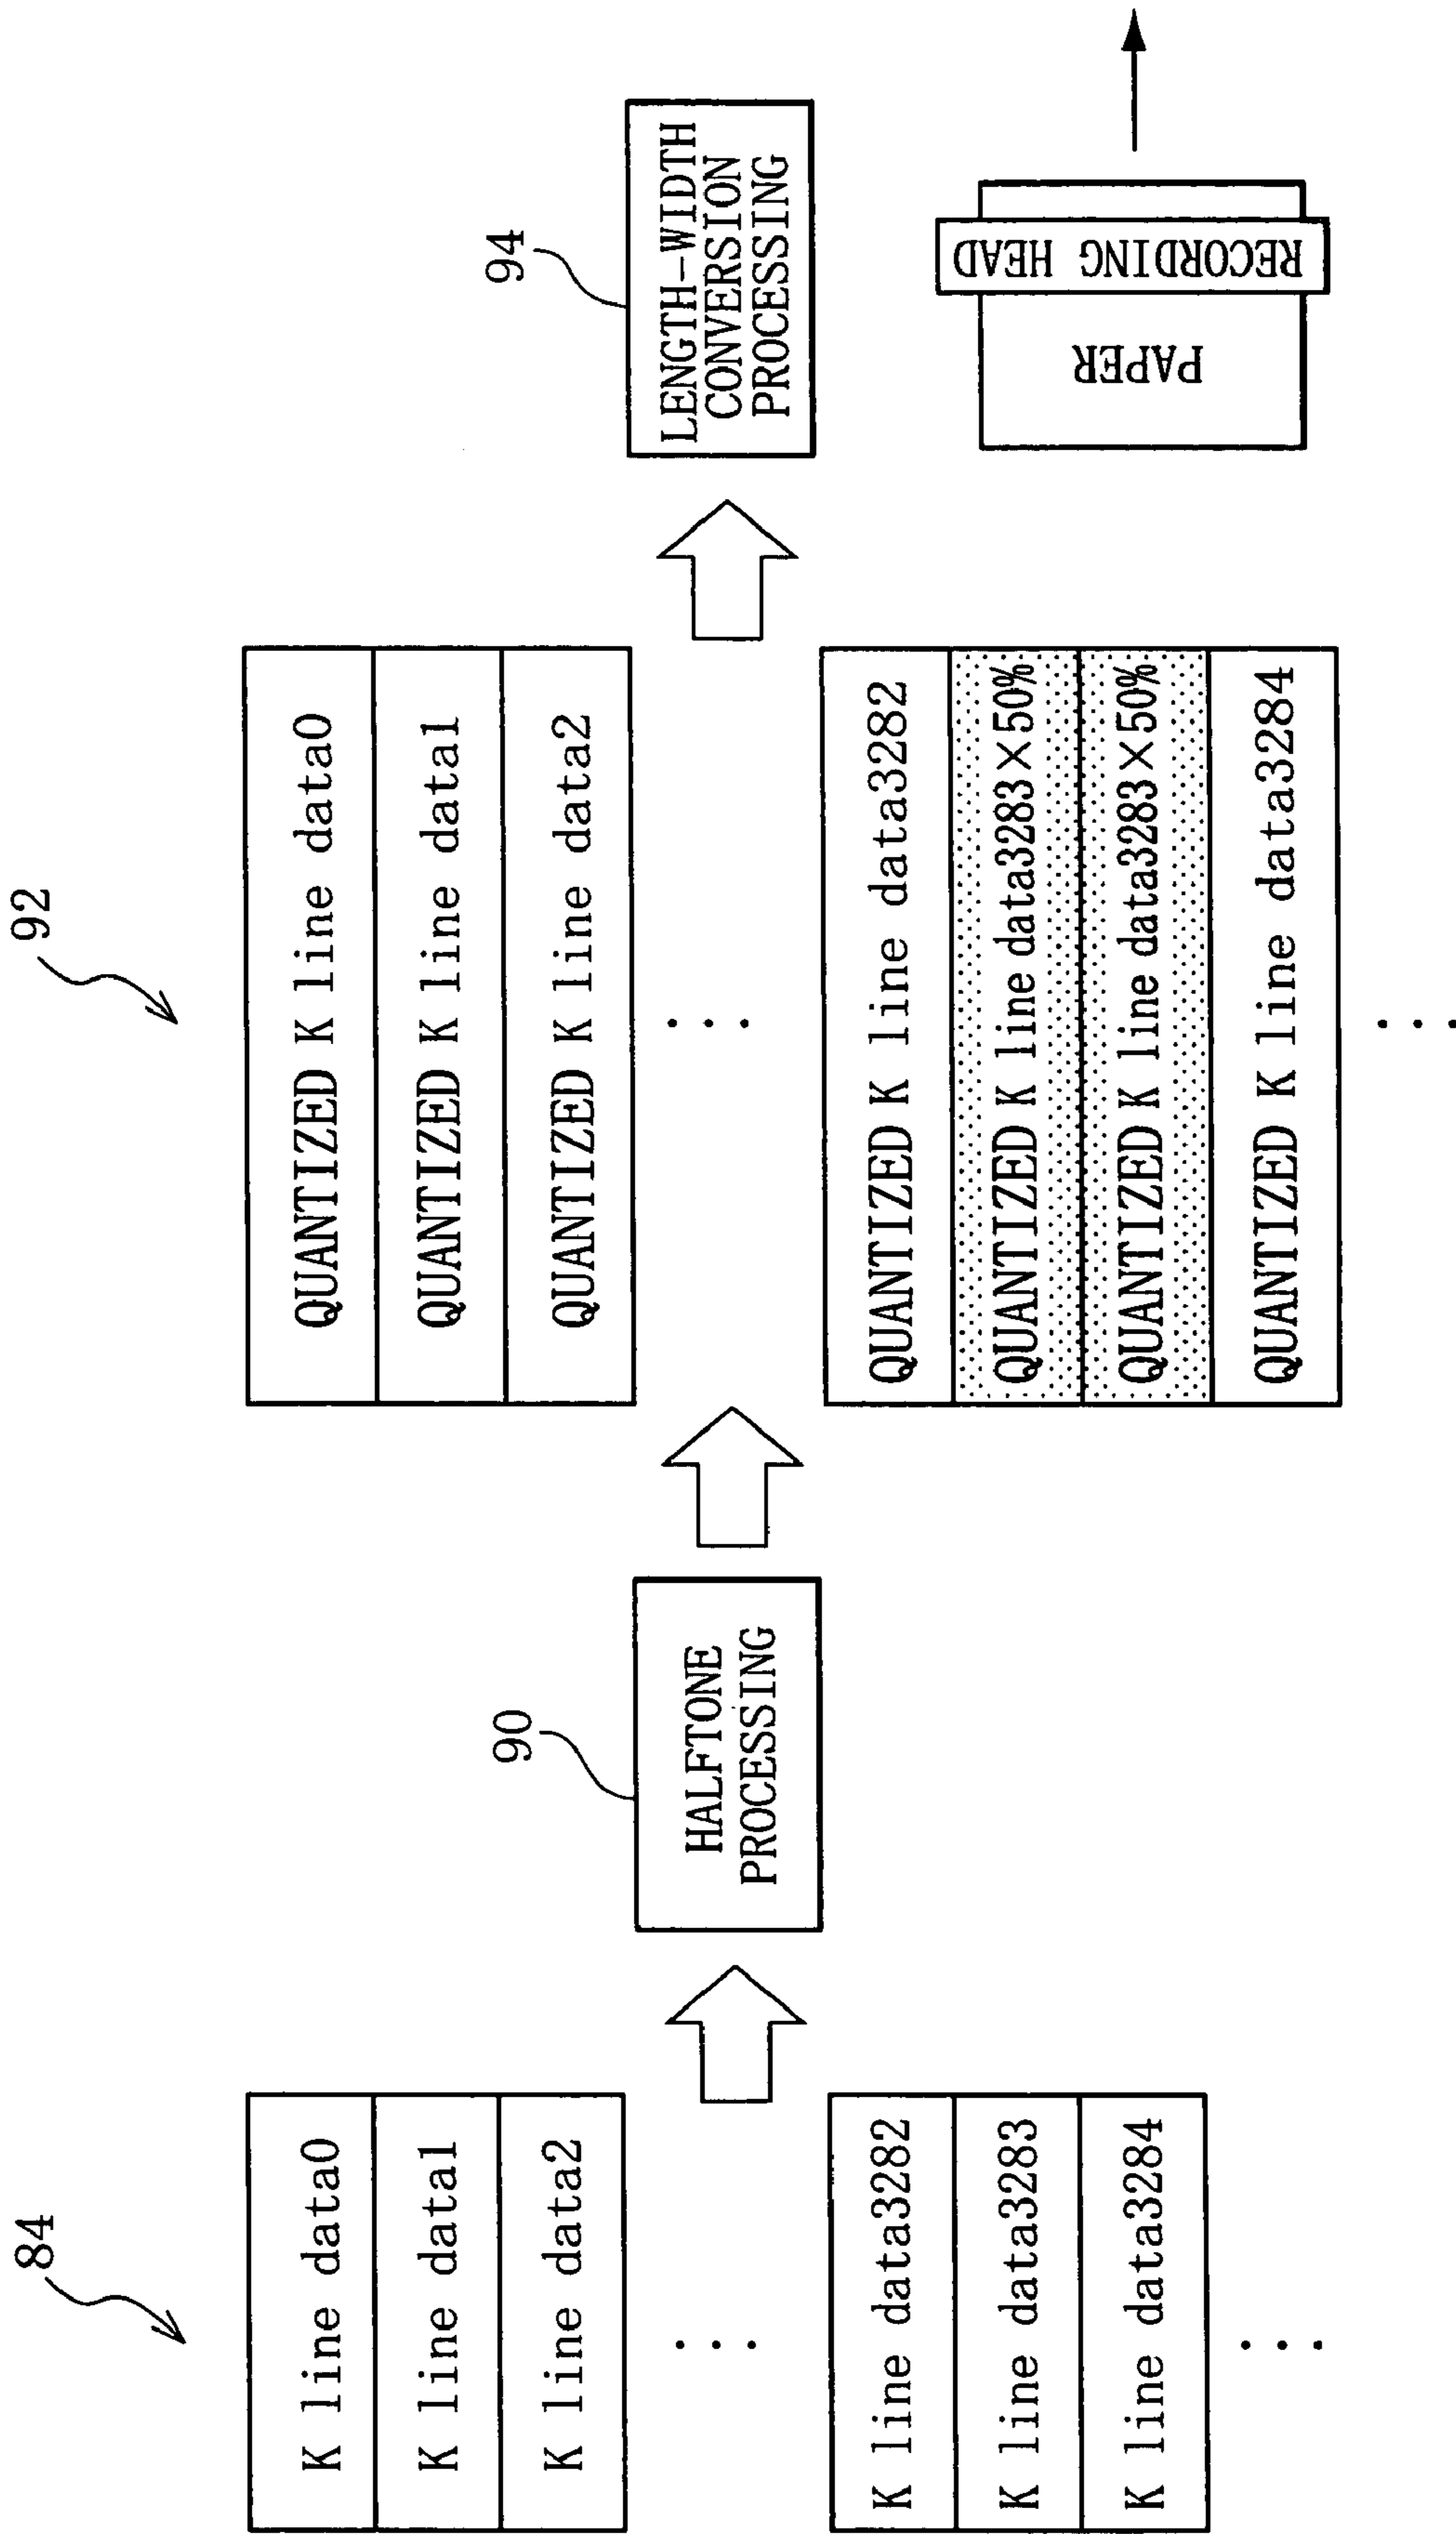 84
K line data0
K line data1
K line data2
K line data3282
K line data3283
K line data3284
90
HALFTONE
PROCESSING
92
QUANTIZED K line data0
QUANTIZED K line data1
QUANTIZED K line data2
QUANTIZED K line data3282
QUANTIZED K line data3283×50%
QUANTIZED K line data3283×50%
QUANTIZED K line data3284
94
LENGTH-WIDTH
CONVERSION
PROCESSING
PAPER
RECORDING HEAD